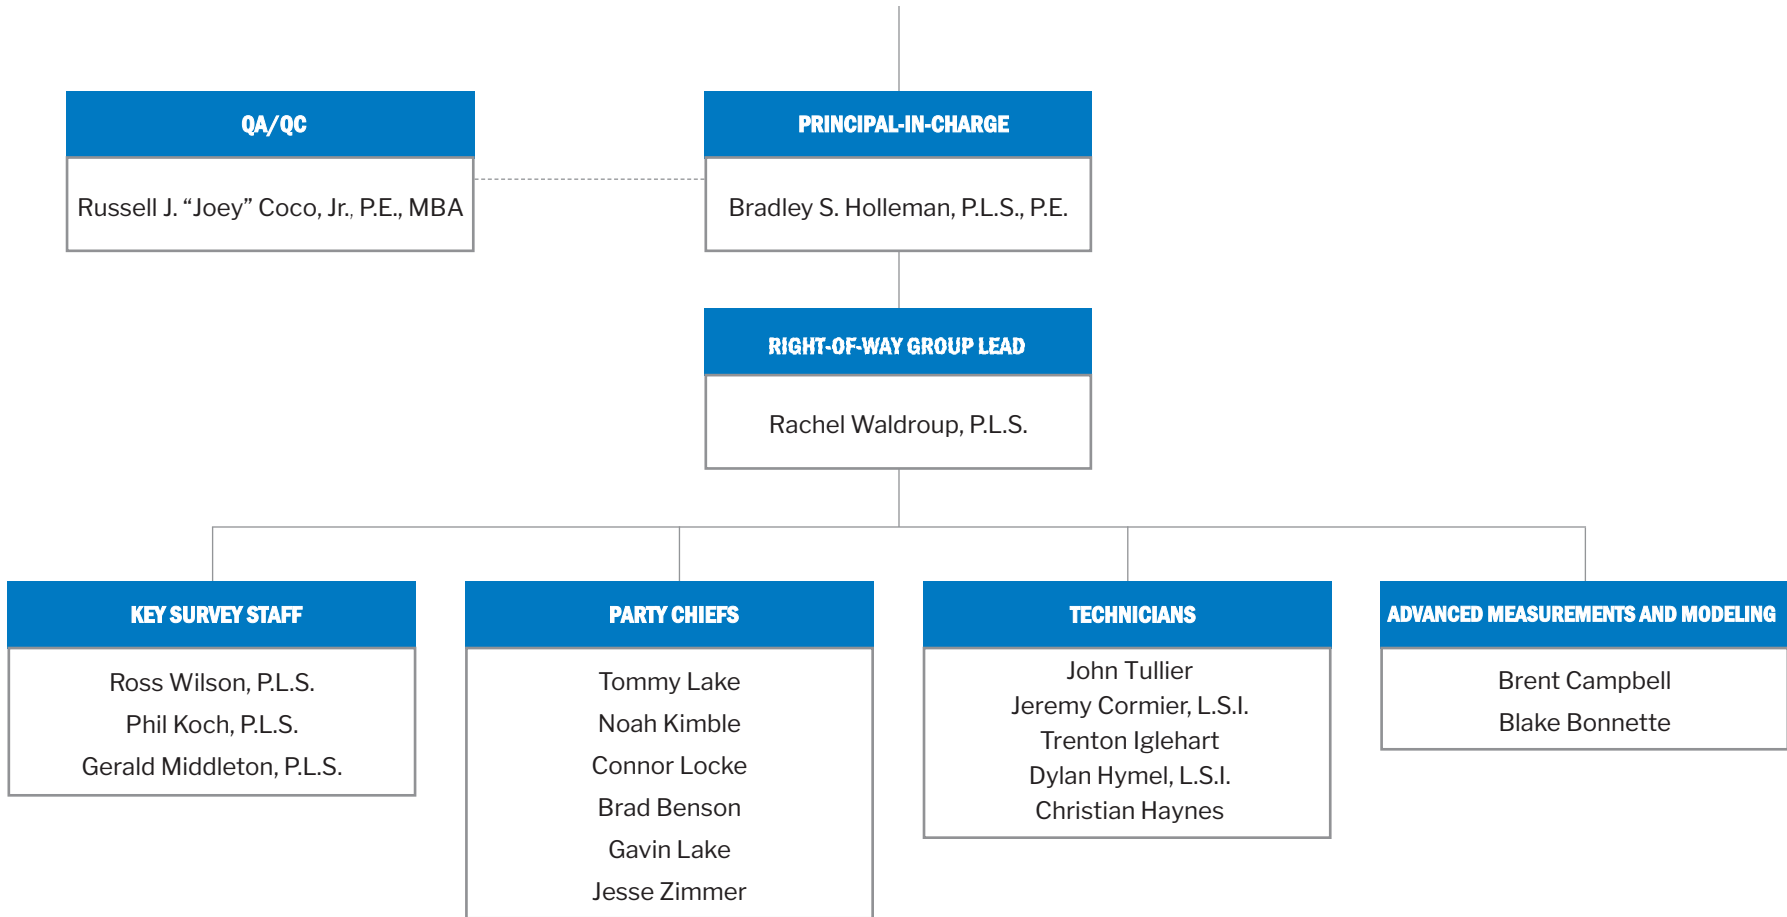 QA/QC
Russell J. “Joey” Coco, Jr., P.E., MBA
PRINCIPAL-IN-CHARGE
Bradley S. Holleman, P.L.S., P.E.
RIGHT-OF-WAY GROUP LEAD
Rachel Waldroup, P.L.S.
KEY SURVEY STAFF
Ross Wilson, P.L.S.
Phil Koch, P.L.S.
Gerald Middleton, P.L.S.
PARTY CHIEFS
Tommy Lake
Noah Kimble
Connor Locke
Brad Benson
Gavin Lake
Jesse Zimmer
TECHNICIANS
John Tullier
Jeremy Cormier, L.S.I.
Trenton Iglehart
Dylan Hymel, L.S.I.
Christian Haynes
ADVANCED MEASUREMENTS AND MODELING
Brent Campbell
Blake Bonnette